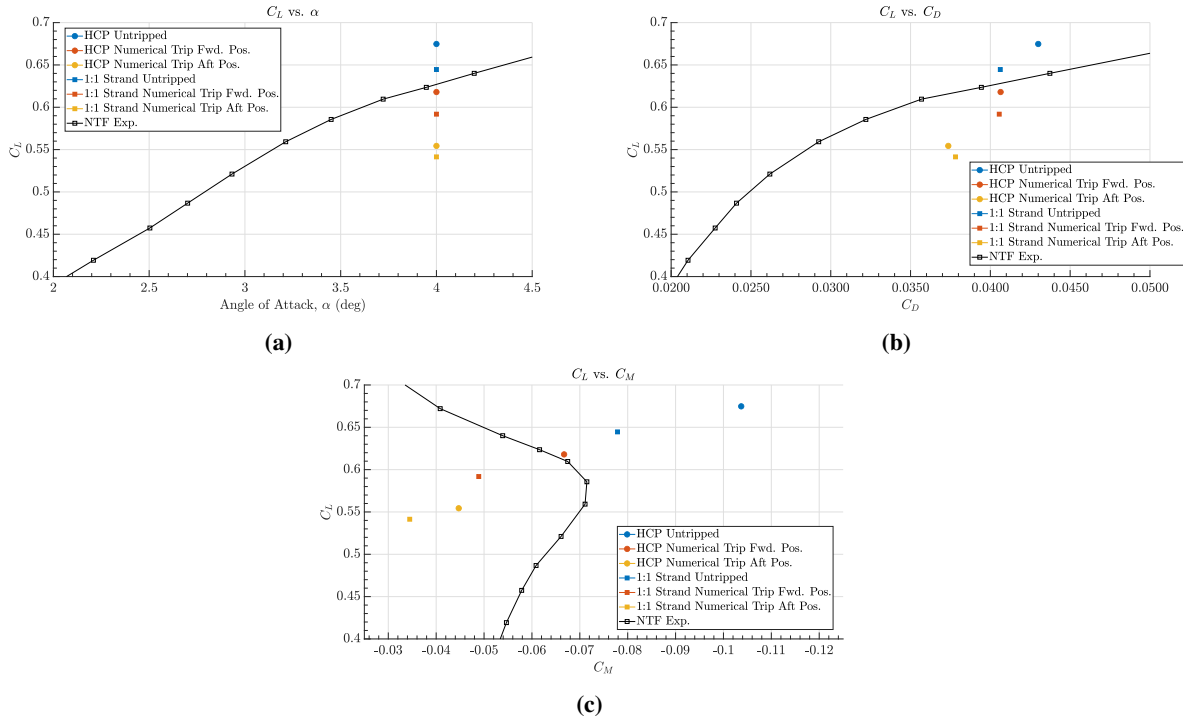 C_L vs. α
0.7
0.65
0.6
0.55
0.5
0.45
0.4
C_L
HCP Untripped
HCP Numerical Trip Fwd. Pos.
HCP Numerical Trip Aft Pos.
1:1 Strand Untripped
1:1 Strand Numerical Trip Fwd. Pos.
1:1 Strand Numerical Trip Aft Pos.
NTF Exp.
2 2.5 3 3.5 4 4.5
Angle of Attack, α (deg)
(a)
C_L vs. C_D
0.7
0.65
0.6
0.55
0.5
0.45
0.4
C_L
HCP Untripped
HCP Numerical Trip Fwd. Pos.
HCP Numerical Trip Aft Pos.
1:1 Strand Untripped
1:1 Strand Numerical Trip Fwd. Pos.
1:1 Strand Numerical Trip Aft Pos.
NTF Exp.
0.0200 0.0250 0.0300 0.0350 0.0400 0.0450 0.0500
C_D
(b)
C_L vs. C_M
0.7
0.65
0.6
0.55
0.5
0.45
0.4
C_L
HCP Untripped
HCP Numerical Trip Fwd. Pos.
HCP Numerical Trip Aft Pos.
1:1 Strand Untripped
1:1 Strand Numerical Trip Fwd. Pos.
1:1 Strand Numerical Trip Aft Pos.
NTF Exp.
-0.03 -0.04 -0.05 -0.06 -0.07 -0.08 -0.09 -0.1 -0.11 -0.12
C_M
(c)